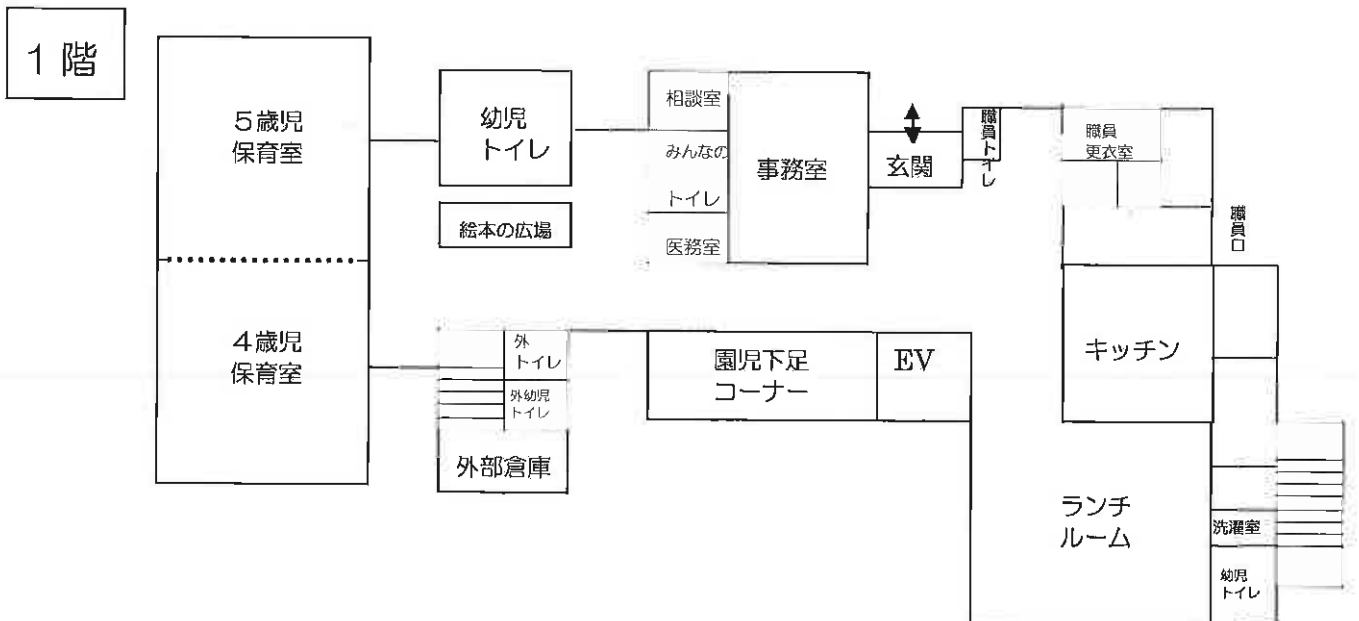 1階
5歳児
保育室
幼児
トイレ
絵本の広場
相談室
みんなの
トイレ
医務室
事務室
玄関
職員トイレ
職員
更衣室
職員口
4歳児
保育室
外
トイレ
外幼児
トイレ
外部倉庫
園児下足
コーナー
EV
キッチン
ランチ
ルーム
洗濯室
幼児
トイレ